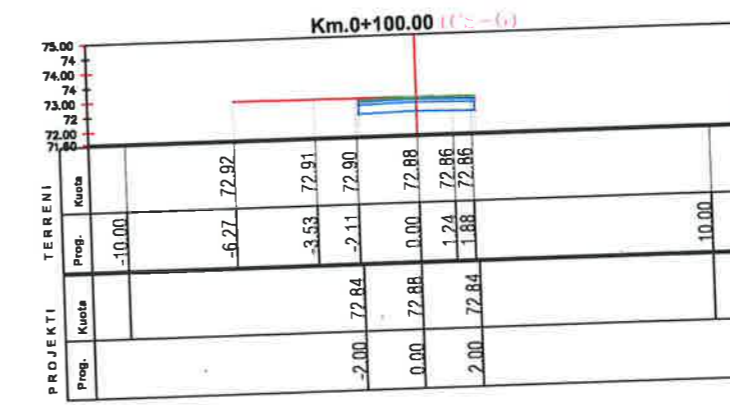 Km.0+100.00
75.00
74
74.00
73.00
72
72.00
71.50
TERRENI
Kuota
72.92 72.91 72.90 72.88 72.86 72.86
Prog.
-10.00 -6.27 -3.53 -2.11 0.00 1.24 1.88 10.00
PROJEKTI
Kuota
72.84 72.88 72.84
Prog.
-2.00 0.00 2.00